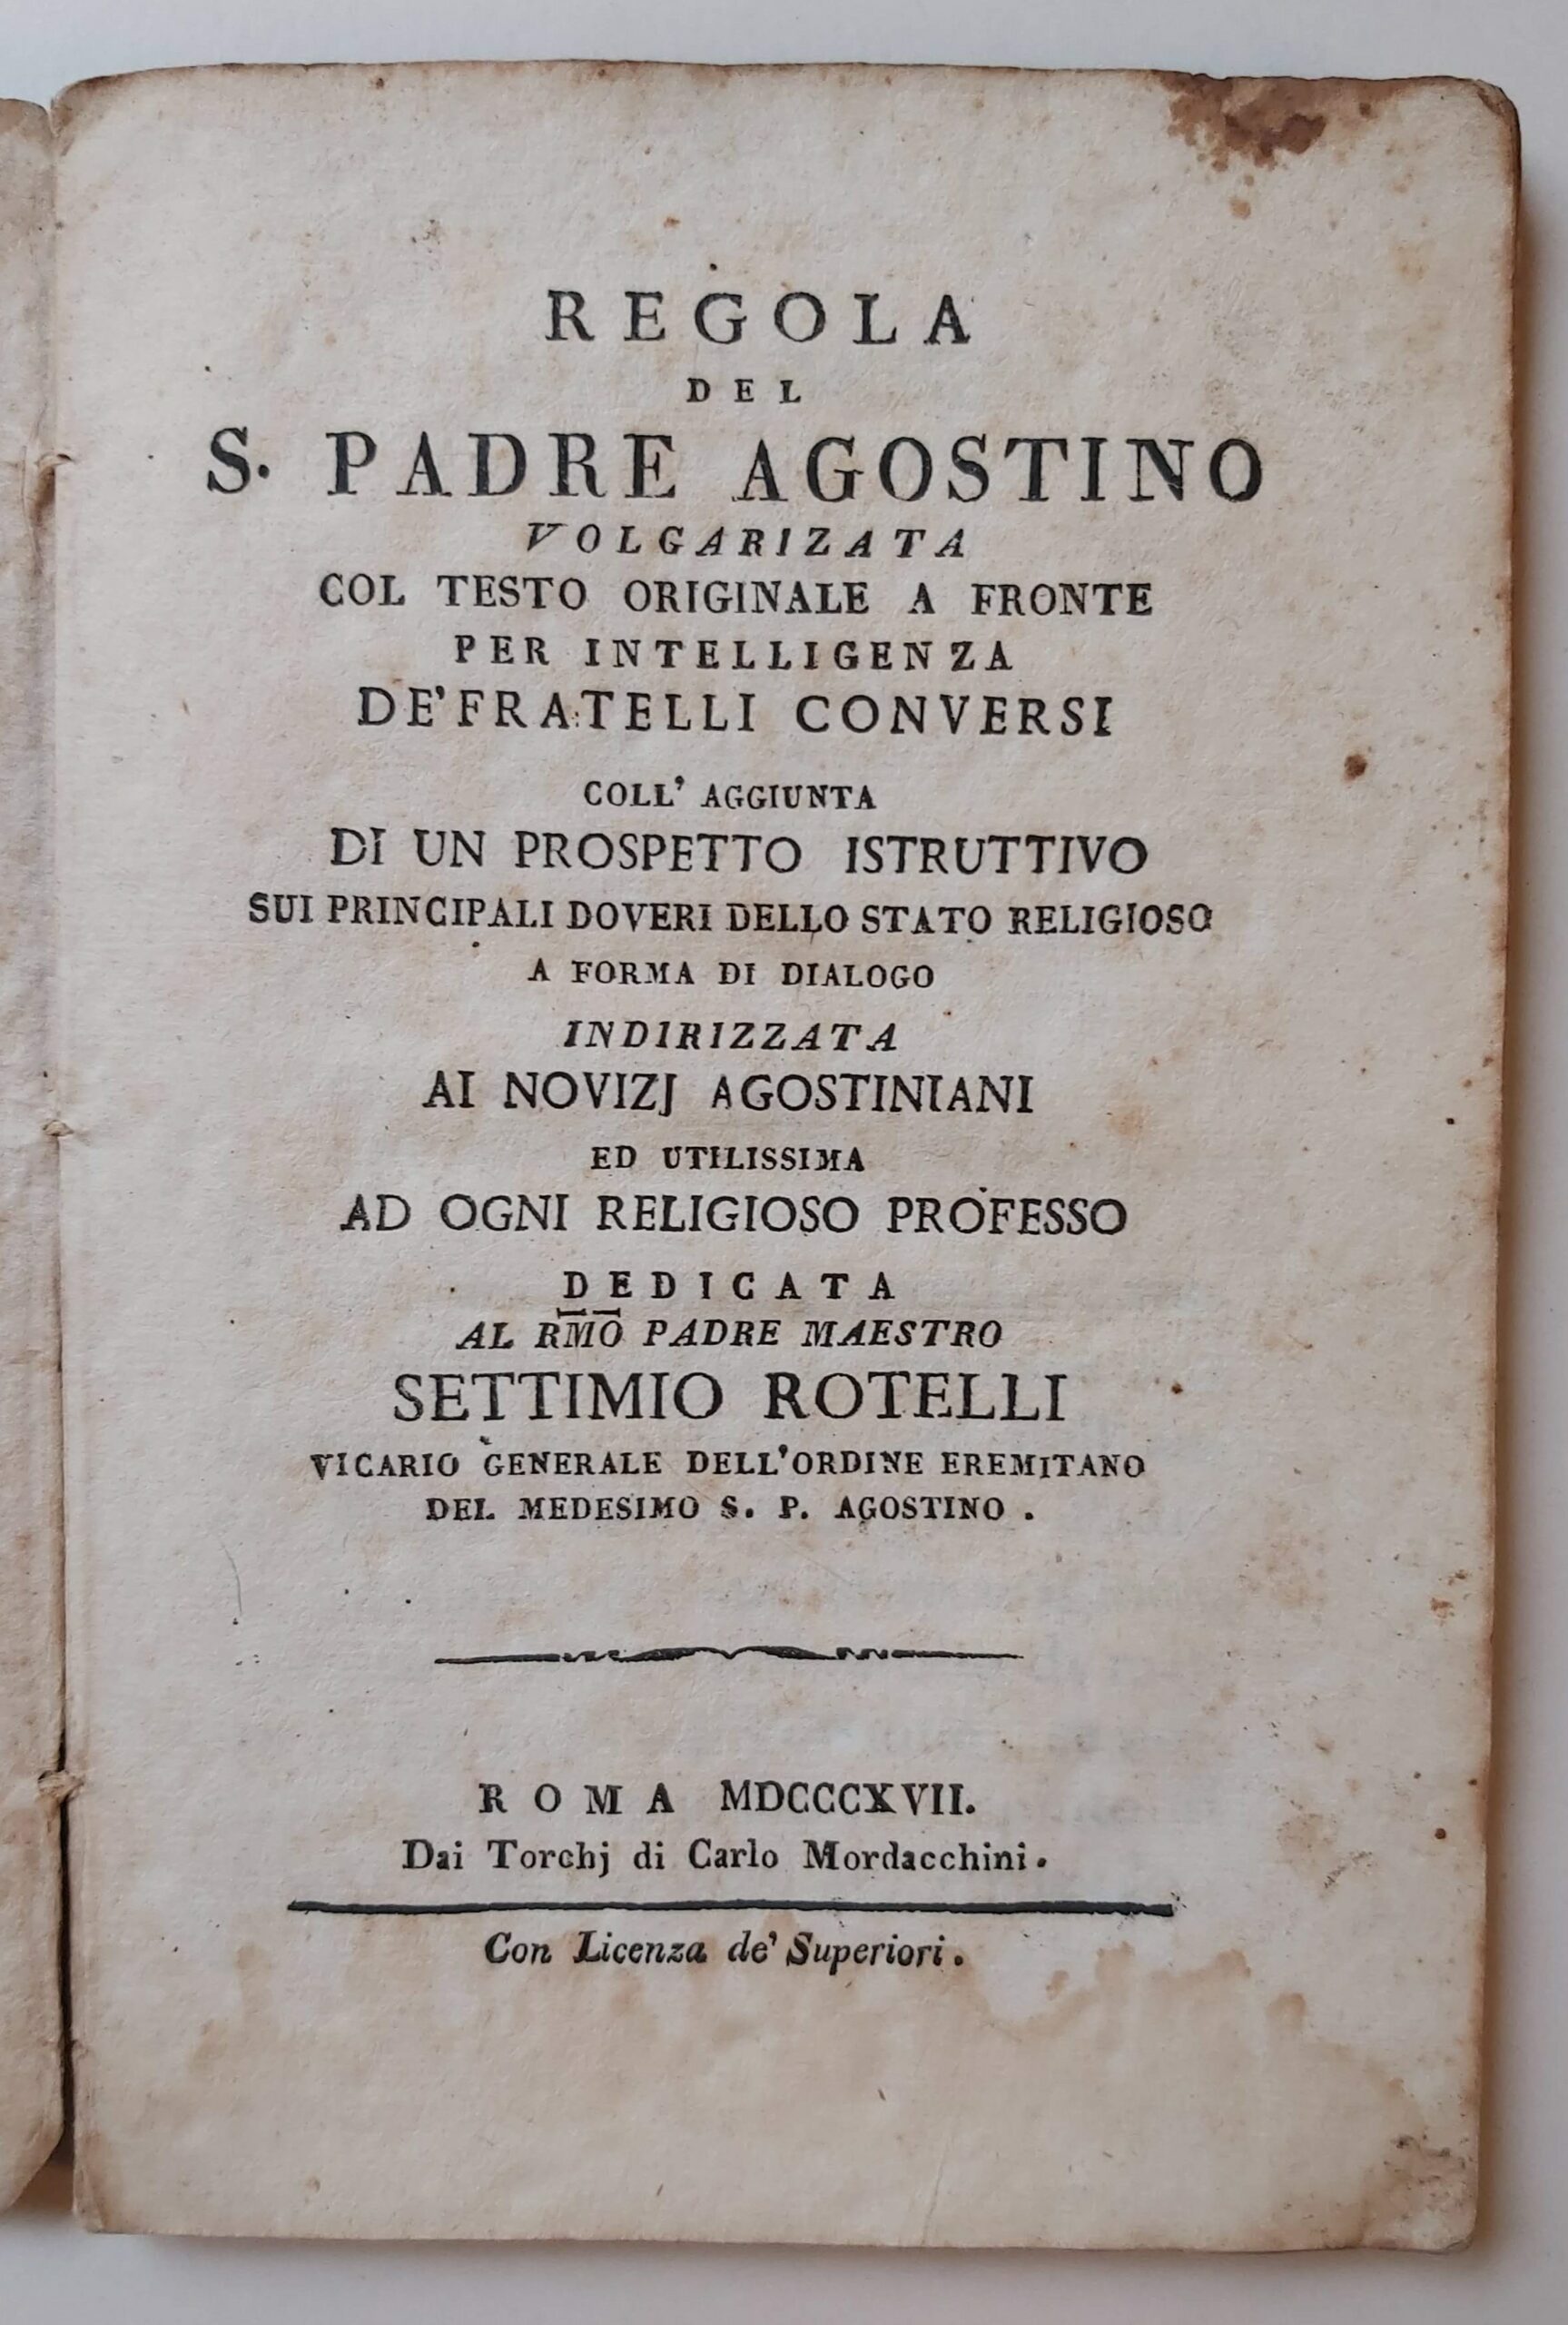 REGOLA
DEL
S. PADRE AGOSTINO
VOLGARIZATA
COL TESTO ORIGINALE A FRONTE
PER INTELLIGENZA
DE'FRATELLI CONVERSI
COLL' AGGIUNTA
DI UN PROSPETTO ISTRUTTIVO
SUI PRINCIPALI DOVERI DELLO STATO RELIGIOSO
A FORMA DI DIALOGO
INDIRIZZATA
AI NOVIZJ AGOSTINIANI
ED UTILISSIMA
AD OGNI RELIGIOSO PROFESSO
DEDICATA
AL RM̅O̅ PADRE MAESTRO
SETTIMIO ROTELLI
VICARIO GENERALE DELL'ORDINE EREMITANO
DEL MEDESIMO S. P. AGOSTINO .
ROMA MDCCCXVII.
Dai Torchj di Carlo Mordacchini.
Con Licenza de' Superiori.